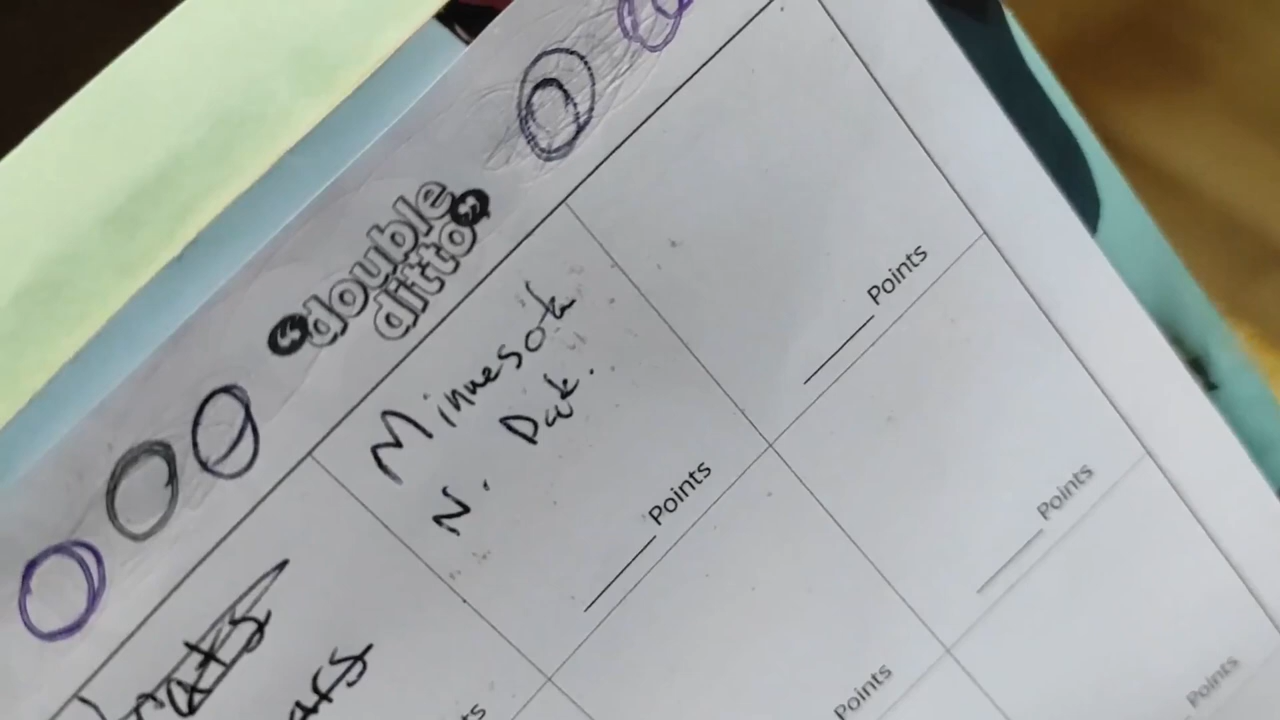 “double
ditto”
Minnesota
N. Dak.
Points
Points
Points
Points
Points